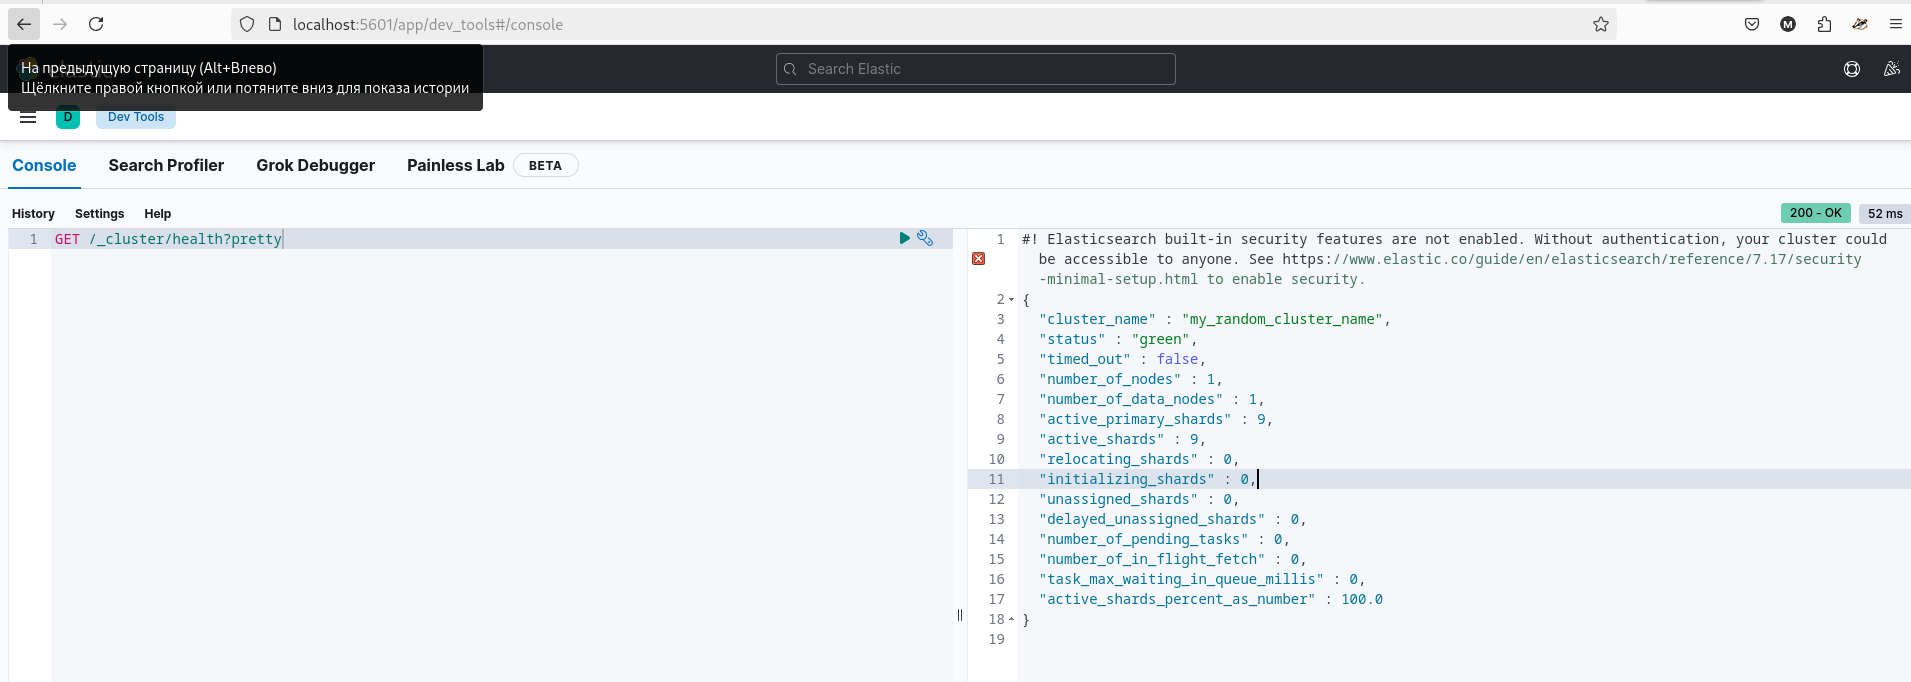 localhost:5601/app/dev_tools#/console
M
На предыдущую страницу (Alt+Влево)
Щёлкните правой кнопкой или потяните вниз для показа истории
Search Elastic
D
Dev Tools
Console
Search Profiler
Grok Debugger
Painless Lab
BETA
History
Settings
Help
200 - OK
52 ms
1 GET /_cluster/health?pretty
1 #! Elasticsearch built-in security features are not enabled. Without authentication, your cluster could
be accessible to anyone. See https://www.elastic.co/guide/en/elasticsearch/reference/7.17/security
-minimal-setup.html to enable security.
2 {
3 "cluster_name" : "my_random_cluster_name",
4 "status" : "green",
5 "timed_out" : false,
6 "number_of_nodes" : 1,
7 "number_of_data_nodes" : 1,
8 "active_primary_shards" : 9,
9 "active_shards" : 9,
10 "relocating_shards" : 0,
11 "initializing_shards" : 0,
12 "unassigned_shards" : 0,
13 "delayed_unassigned_shards" : 0,
14 "number_of_pending_tasks" : 0,
15 "number_of_in_flight_fetch" : 0,
16 "task_max_waiting_in_queue_millis" : 0,
17 "active_shards_percent_as_number" : 100.0
18 }
19